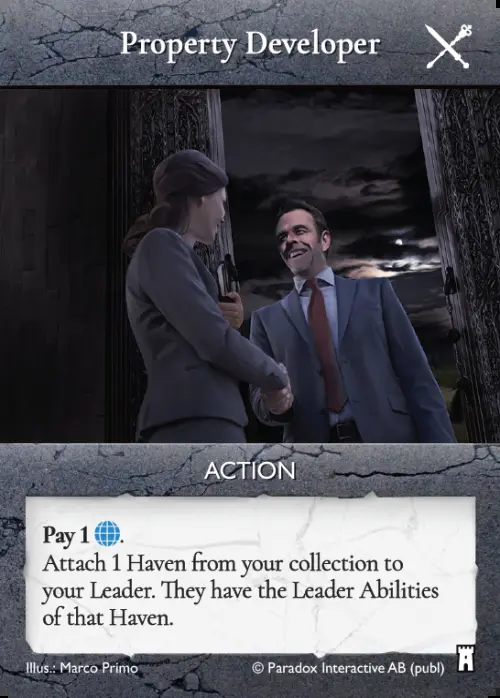 Property Developer
ACTION
Pay 1 .
Attach 1 Haven from your collection to
your Leader. They have the Leader Abilities
of that Haven.
Illus.: Marco Primo
© Paradox Interactive AB (publ)